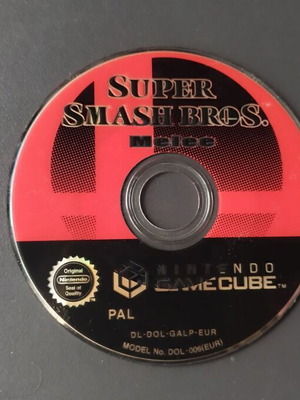 SUPER
SMASH BROS.
Melee
Original
Nintendo
Seal of
Quality
NINTENDO
GAMECUBE™
PAL
DL-DOL-GALP-EUR
MODEL No. DOL-006(EUR)